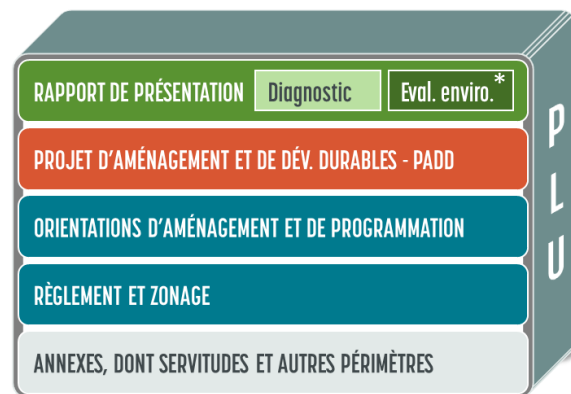 RAPPORT DE PRÉSENTATION Diagnostic Eval. enviro.*
PROJET D'AMÉNAGEMENT ET DE DÉV. DURABLES - PADD
ORIENTATIONS D'AMÉNAGEMENT ET DE PROGRAMMATION
RÈGLEMENT ET ZONAGE
ANNEXES, DONT SERVITUDES ET AUTRES PÉRIMÈTRES
PLU